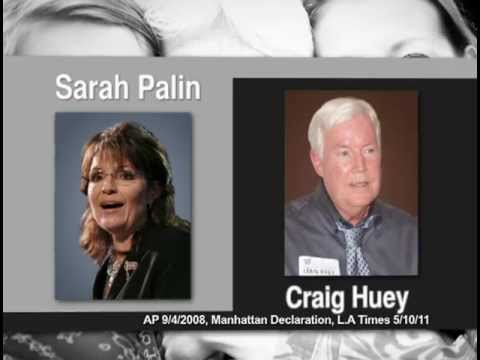 Sarah Palin
Craig Huey
AP 9/4/2008, Manhattan Declaration, L.A Times 5/10/11